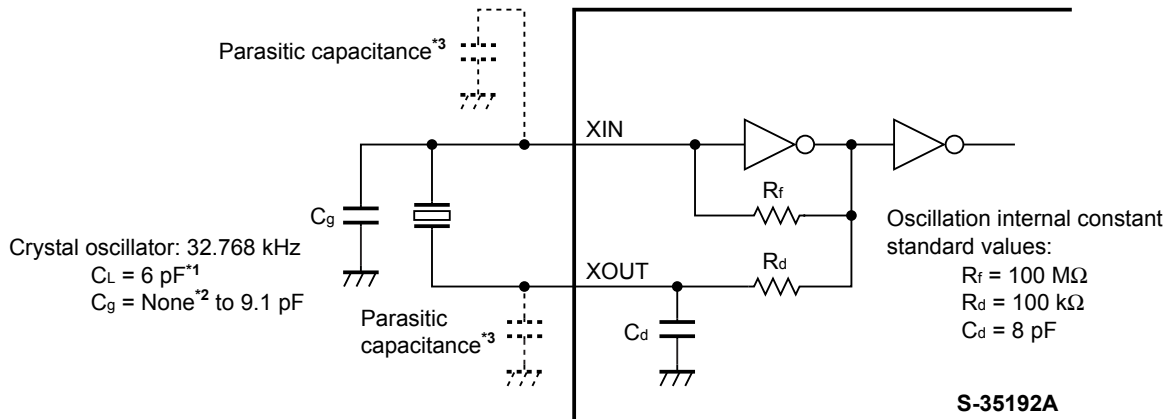 Parasitic capacitance*3
XIN
Rf
Cg
Oscillation internal constant
standard values:
Rf = 100 MΩ
Rd = 100 kΩ
Cd = 8 pF
Crystal oscillator: 32.768 kHz
CL = 6 pF*1
Cg = None*2 to 9.1 pF
XOUT
Rd
Parasitic
capacitance*3
Cd
S-35192A